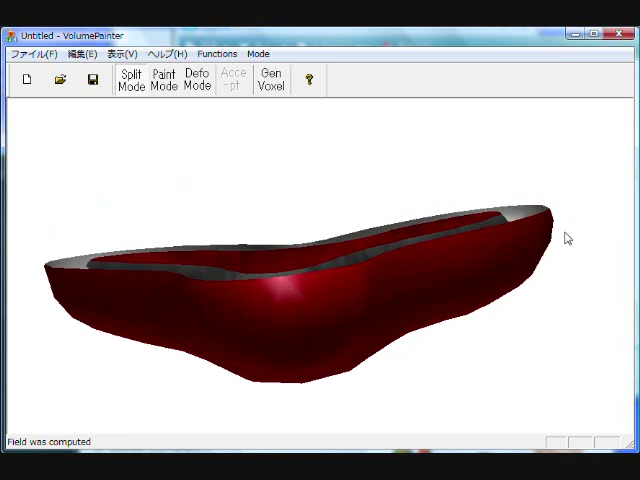 Untitled - VolumePainter
ファイル(F) 編集(E) 表示(V) ヘルプ(H) Functions Mode
Split Mode Paint Mode Defo Mode Acce -pt Gen Voxel ?
Field was computed